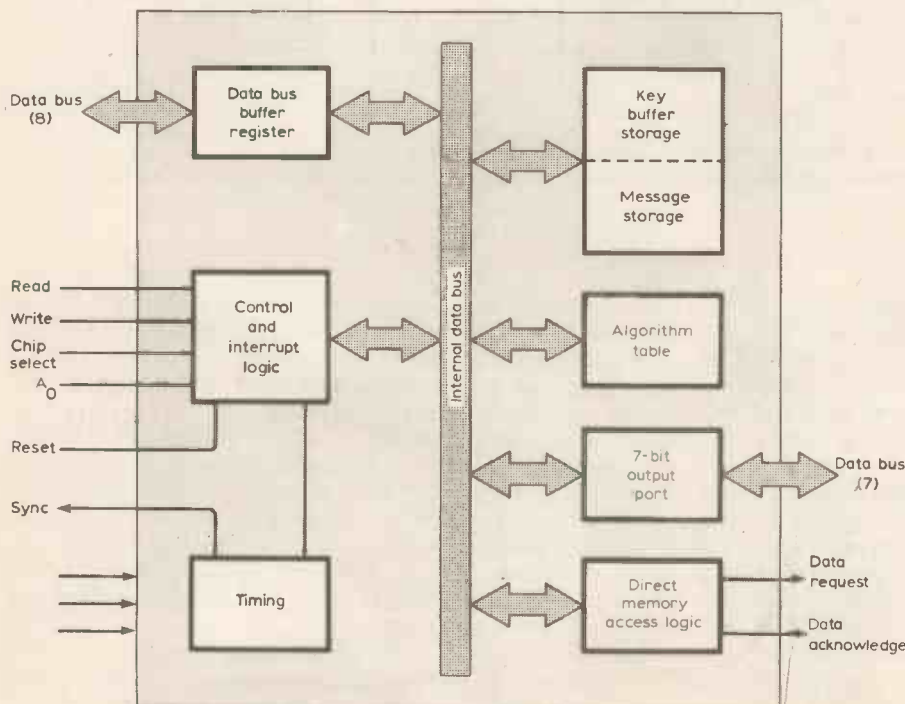 Data bus
(8)
Data bus
buffer
register
Key
buffer
storage
Message
storage
Read
Write
Chip
select
A0
Control
and
interrupt logic
Internal data bus
Algorithm
table
Reset
7-bit
output
port
Data bus
(7)
Sync
Timing
Direct
memory
access logic
Data
request
Data
acknowledge